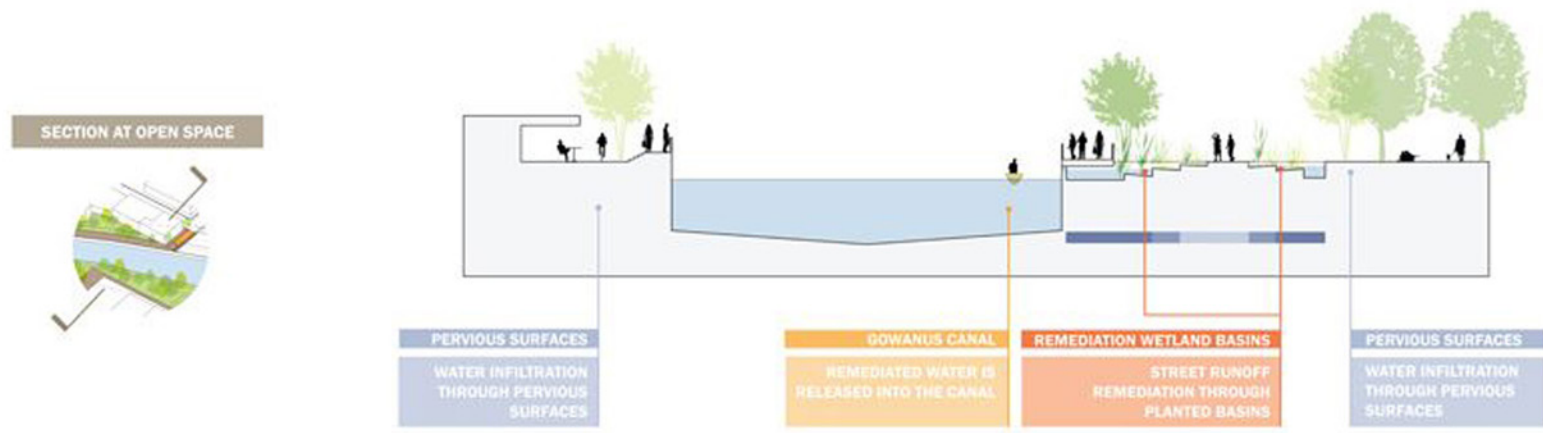 SECTION AT OPEN SPACE
PERVIOUS SURFACES
WATER INFILTRATION
THROUGH PERVIOUS
SURFACES
GOWANUS CANAL
REMEDIATED WATER IS
RELEASED INTO THE CANAL
REMEDIATION WETLAND BASINS
STREET RUNOFF
REMEDIATION THROUGH
PLANTED BASINS
PERVIOUS SURFACES
WATER INFILTRATION
THROUGH PERVIOUS
SURFACES